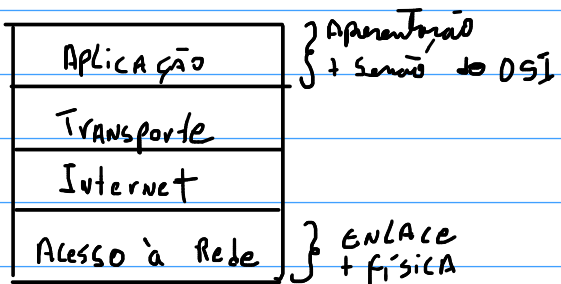 Aplicação
Apresentação
+ Sessão do OSI
Transporte
Internet
Acesso à Rede
Enlace
+ Física